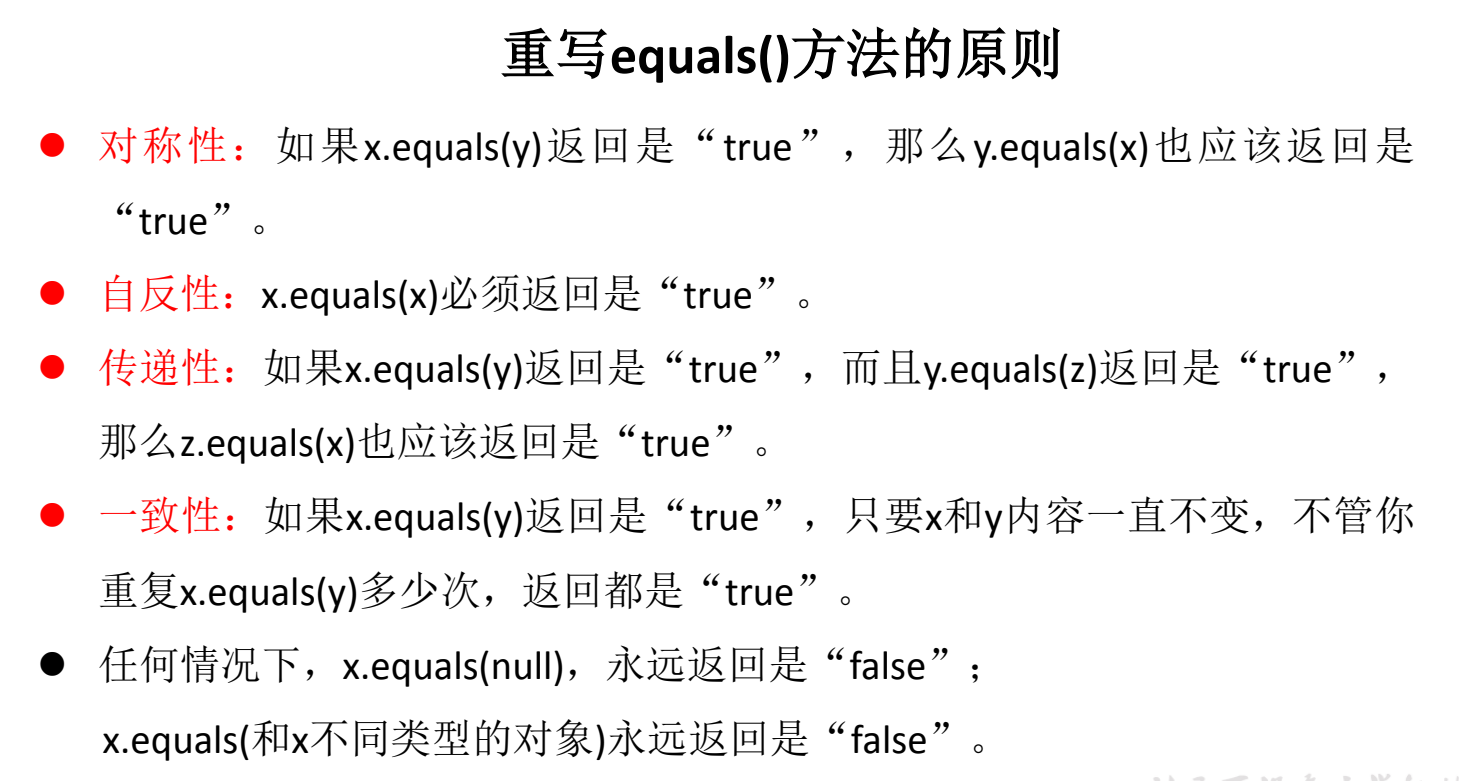 重写equals()方法的原则
● 对称性：如果x.equals(y)返回是“true”，那么y.equals(x)也应该返回是
“true”。
● 自反性：x.equals(x)必须返回是“true”。
● 传递性：如果x.equals(y)返回是“true”，而且y.equals(z)返回是“true”，
那么z.equals(x)也应该返回是“true”。
● 一致性：如果x.equals(y)返回是“true”，只要x和y内容一直不变，不管你
重复x.equals(y)多少次，返回都是“true”。
● 任何情况下，x.equals(null)，永远返回是“false”；
x.equals(和x不同类型的对象)永远返回是“false”。